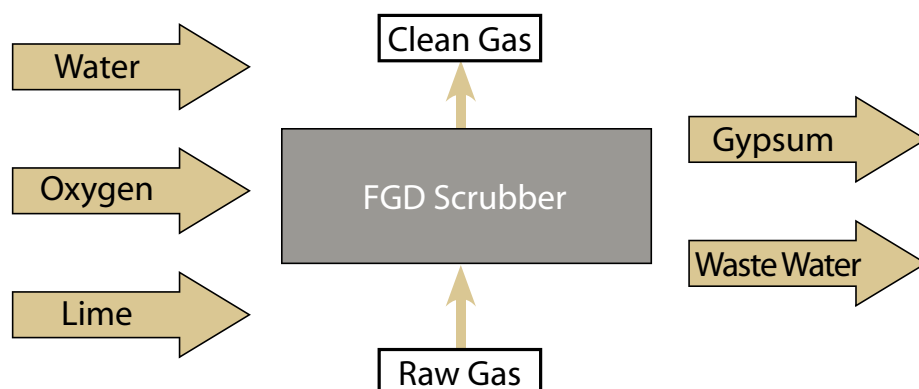 Clean Gas
Water
Gypsum
Oxygen
FGD Scrubber
Waste Water
Lime
Raw Gas